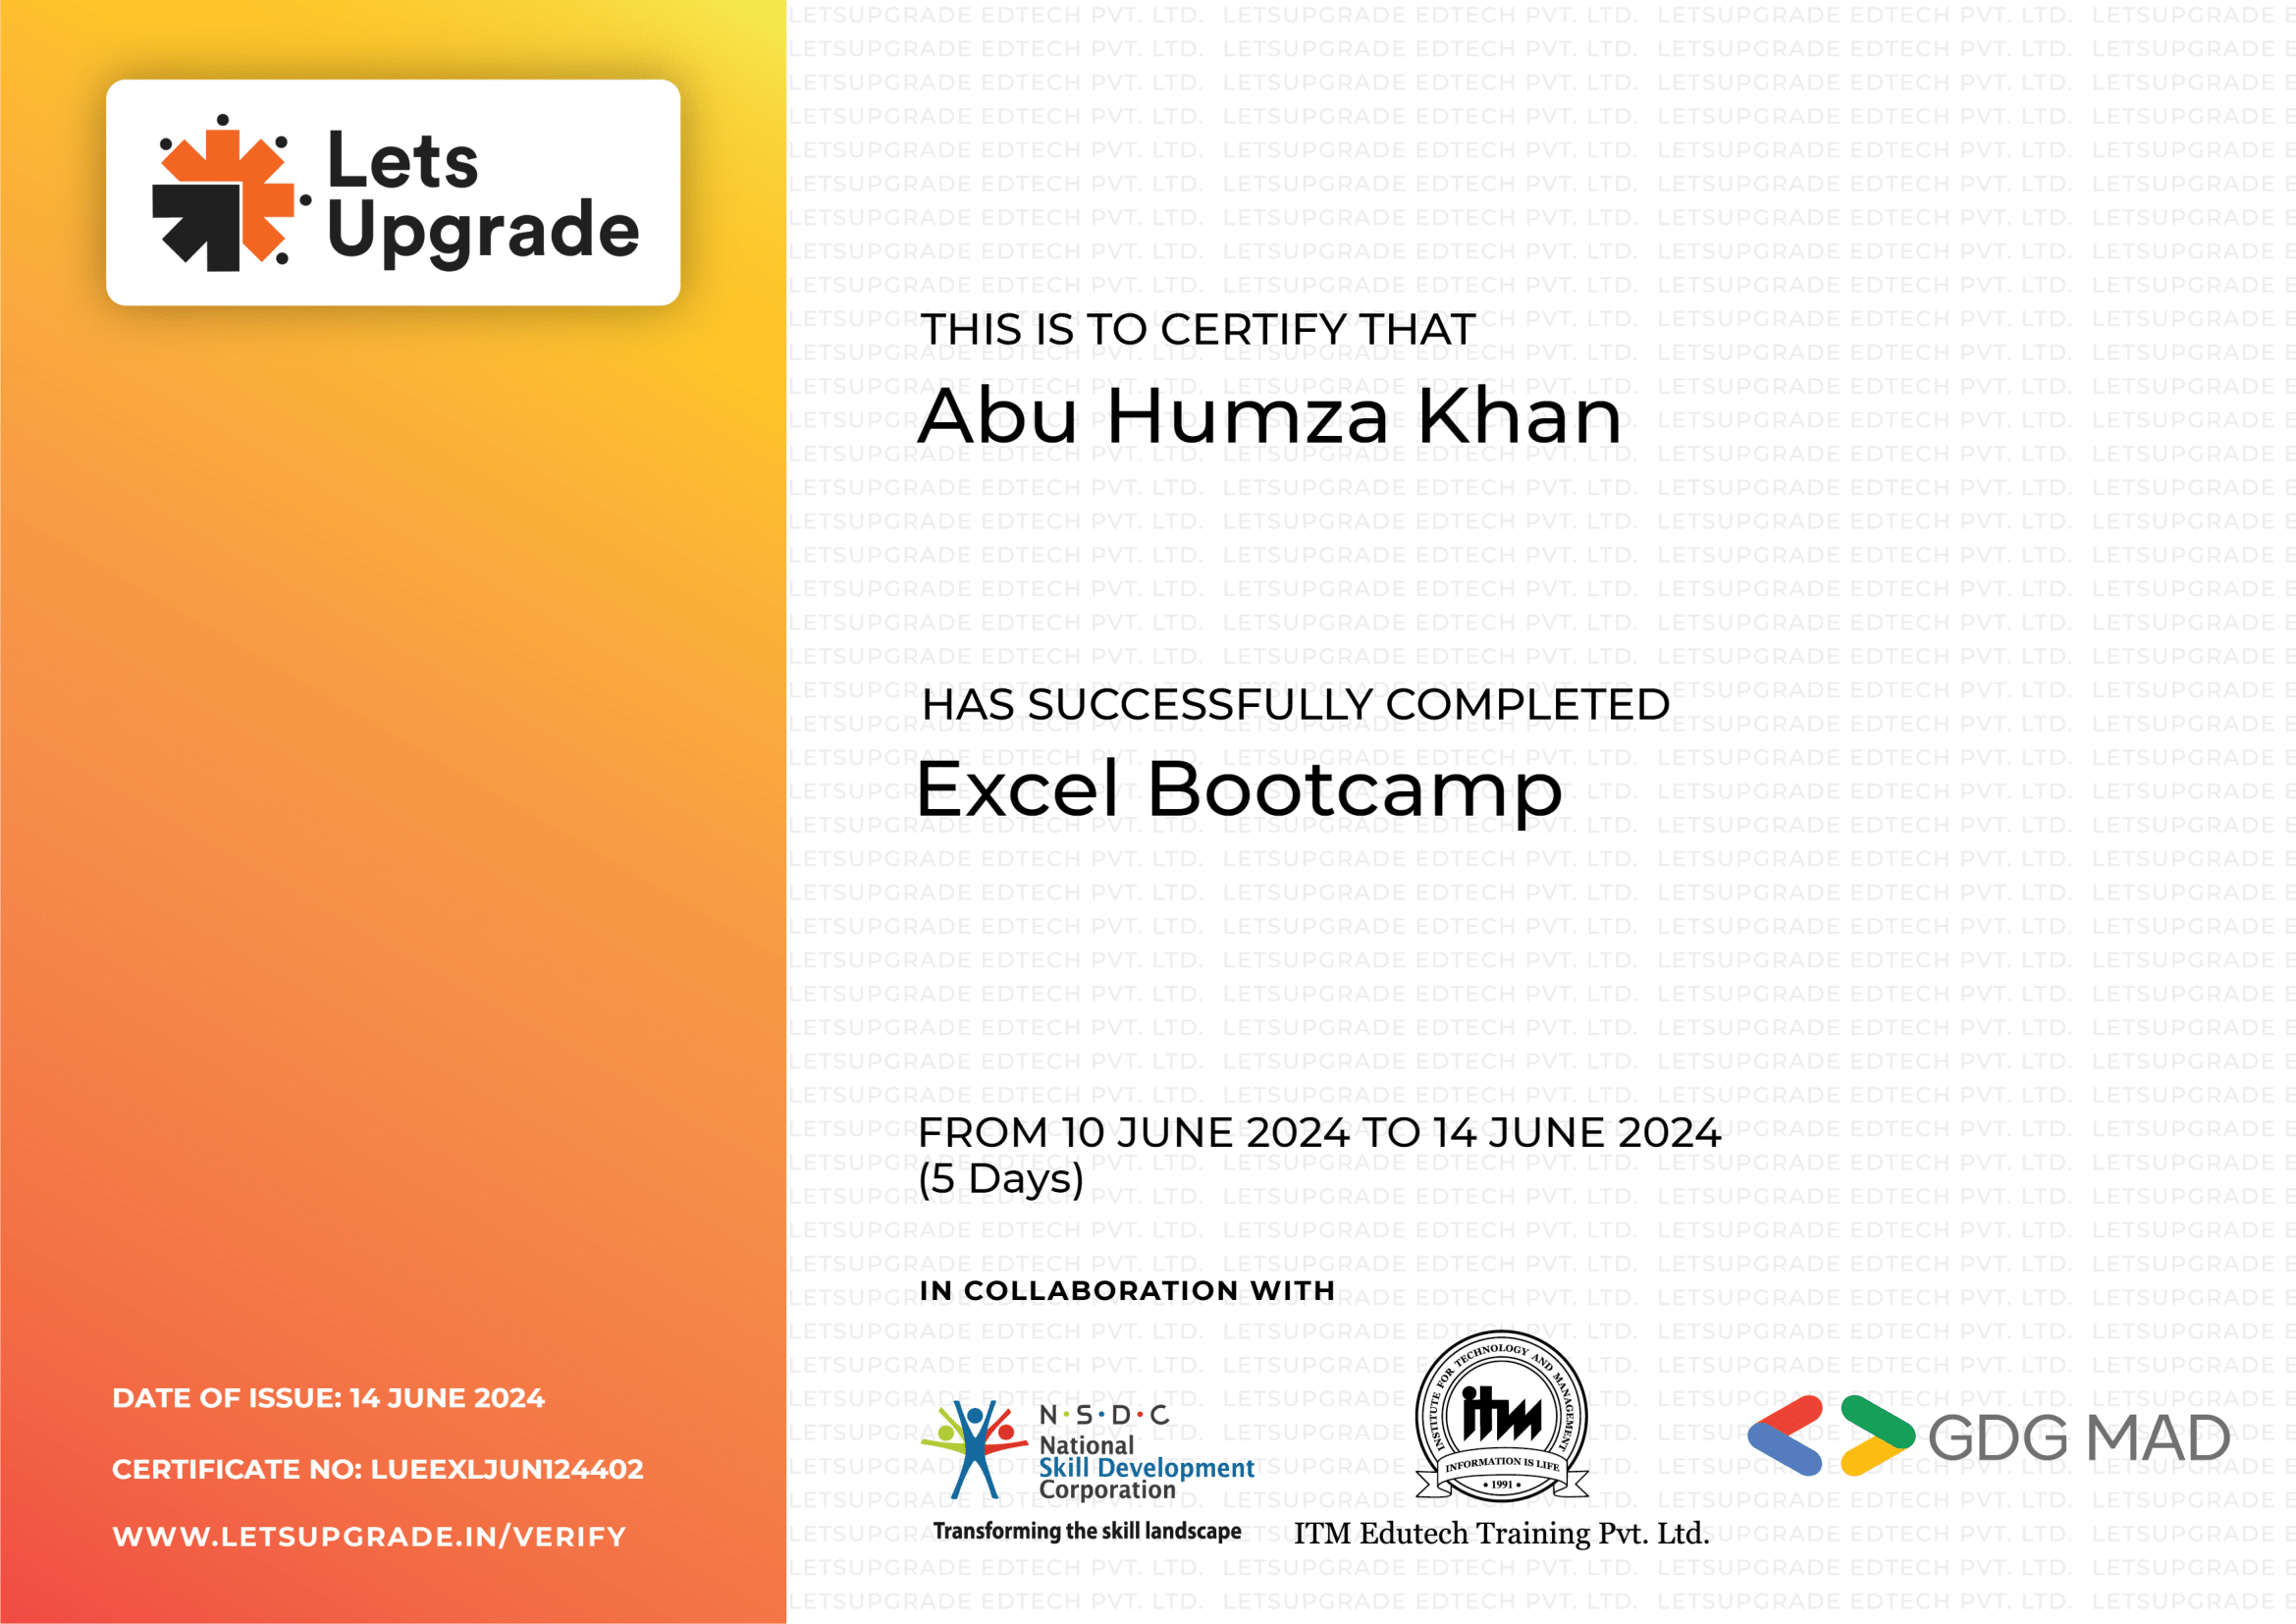 Lets
Upgrade
THIS IS TO CERTIFY THAT
Abu Humza Khan
HAS SUCCESSFULLY COMPLETED
Excel Bootcamp
FROM 10 JUNE 2024 TO 14 JUNE 2024
(5 Days)
IN COLLABORATION WITH
N·S·D·C
National
Skill Development
Corporation
Transforming the skill landscape
INSTITUTE FOR TECHNOLOGY AND MANAGEMENT
itm
INFORMATION IS LIFE
• 1991 •
ITM Edutech Training Pvt. Ltd.
GDG MAD
DATE OF ISSUE: 14 JUNE 2024
CERTIFICATE NO: LUEEXLJUN124402
WWW.LETSUPGRADE.IN/VERIFY
LETSUPGRADE EDTECH PVT. LTD.